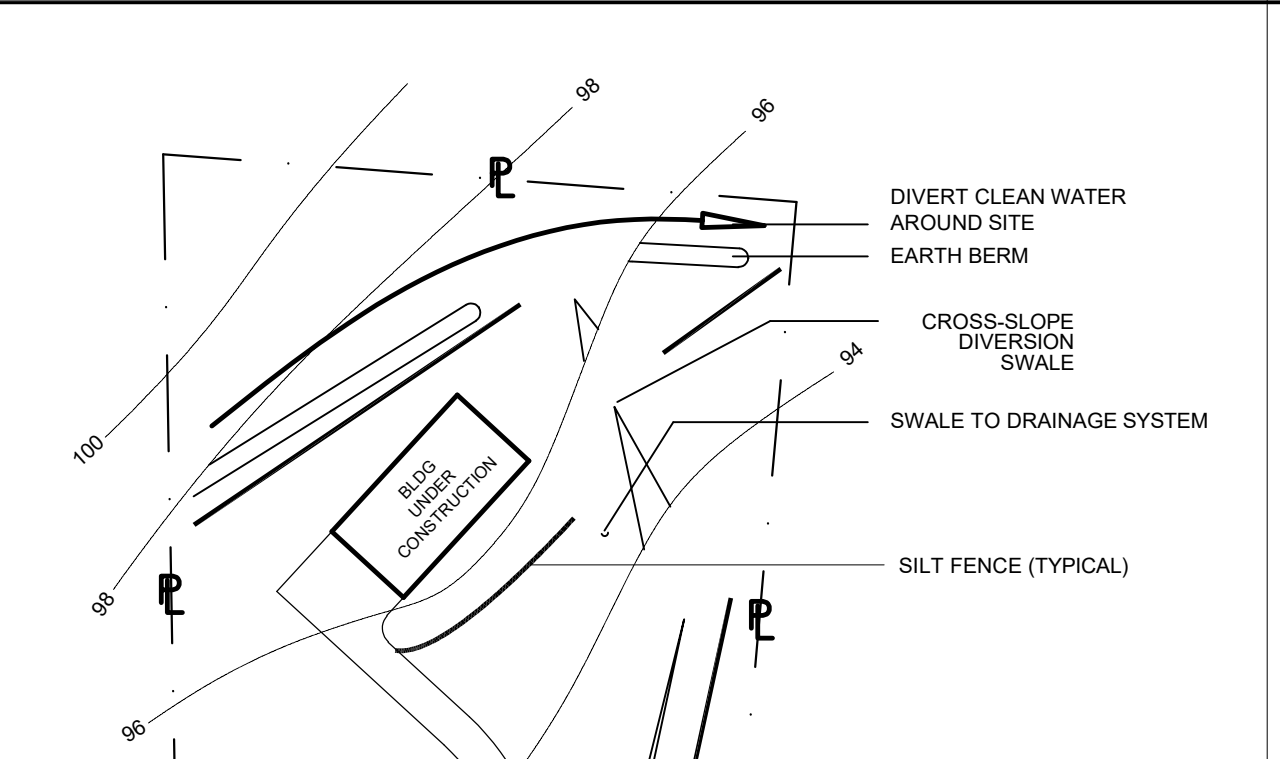 98
96
PL
DIVERT CLEAN WATER
AROUND SITE
EARTH BERM
CROSS-SLOPE
DIVERSION
SWALE
94
SWALE TO DRAINAGE SYSTEM
100
BLDG
UNDER
CONSTRUCTION
SILT FENCE (TYPICAL)
98
PL
PL
96